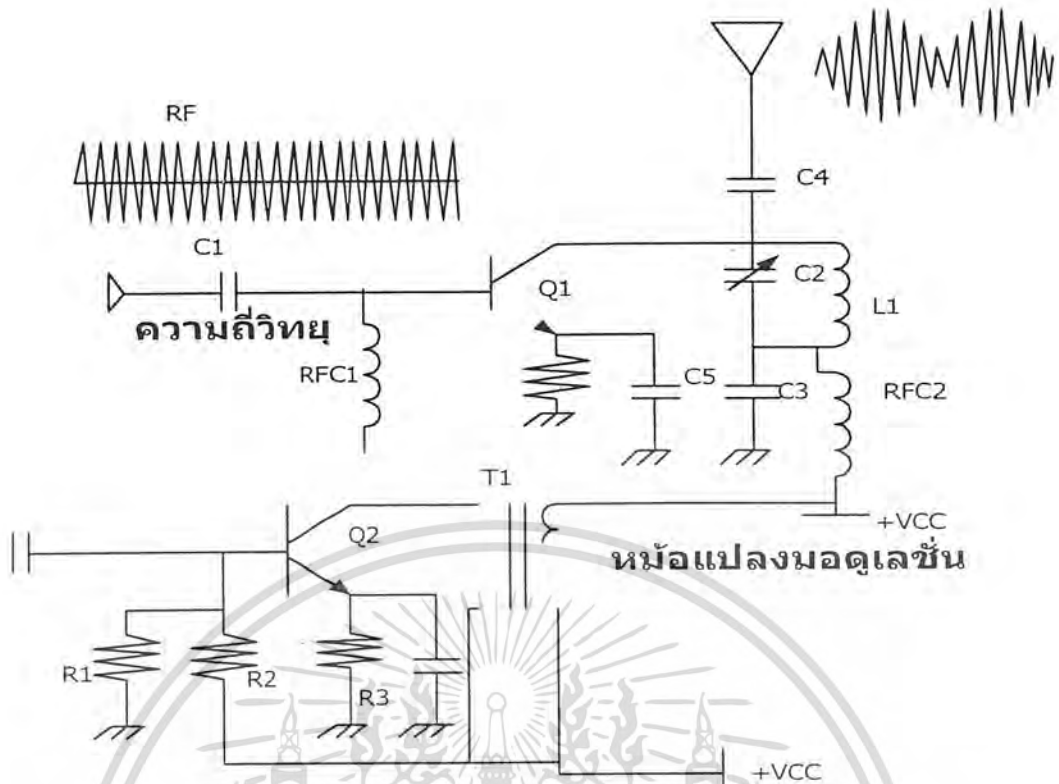 RF
C4
C1
C2
Q1
L1
ความถี่วิทยุ
RFC1
C5
C3
RFC2
T1
+VCC
Q2
หม้อแปลงมอดูเลชั่น
R1
R2
R3
+VCC